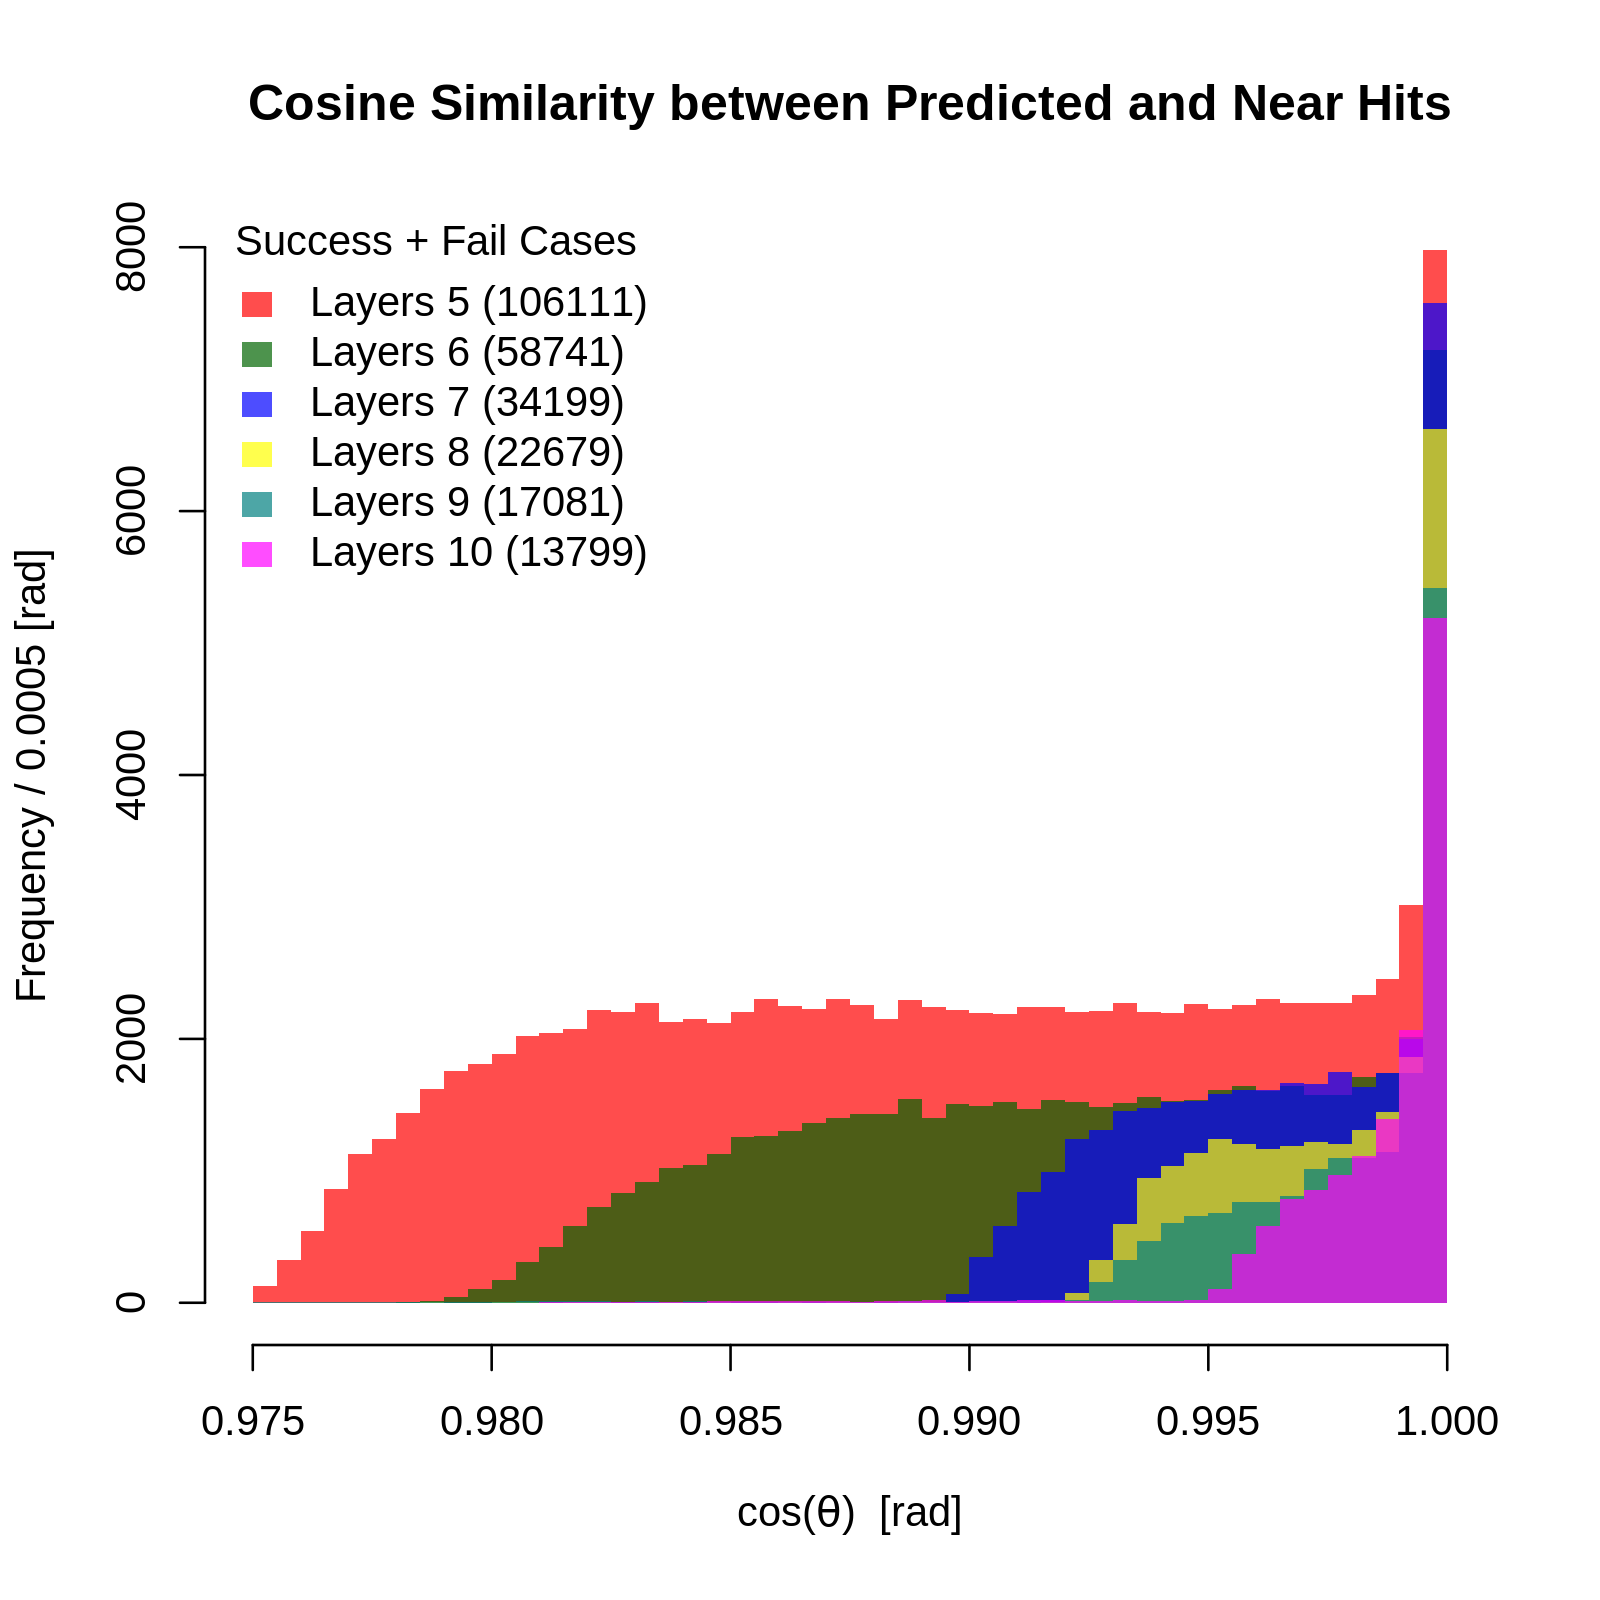 Cosine Similarity between Predicted and Near Hits
Success + Fail Cases
Layers 5 (106111)
Layers 6 (58741)
Layers 7 (34199)
Layers 8 (22679)
Layers 9 (17081)
Layers 10 (13799)
Frequency / 0.0005 [rad]
8000
6000
4000
2000
0
0.975 0.980 0.985 0.990 0.995 1.000
cos(θ) [rad]